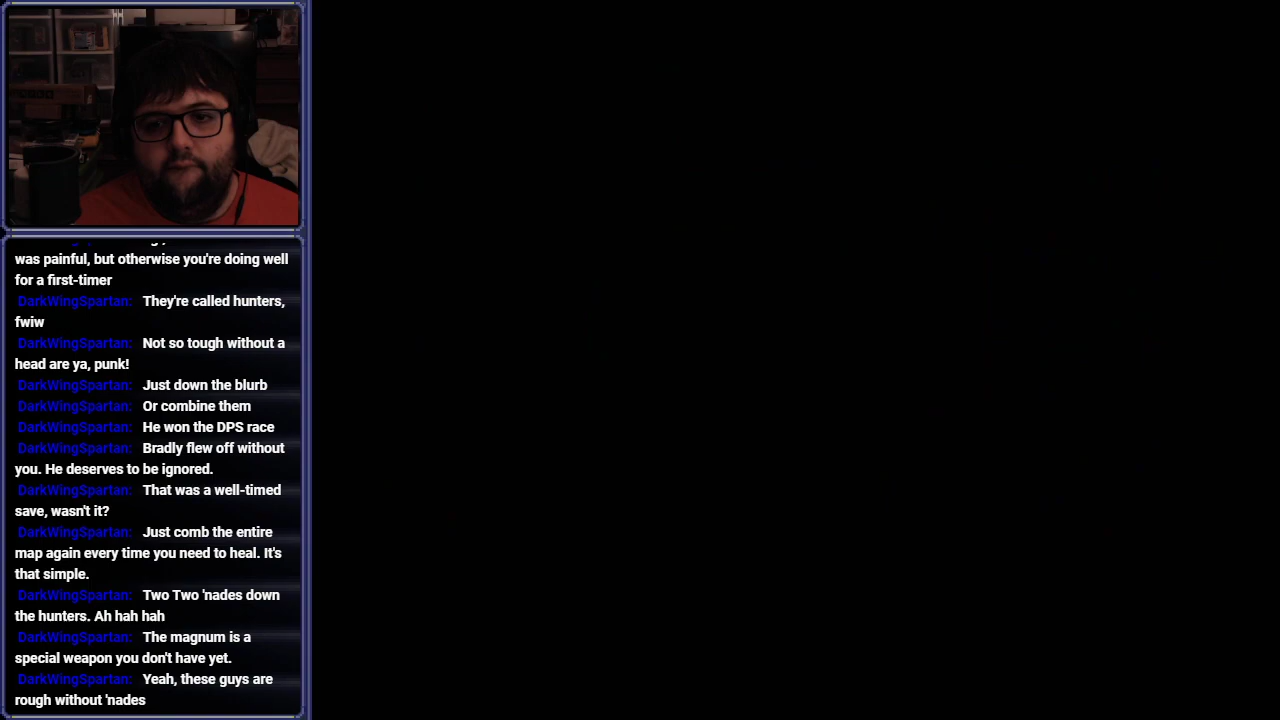 was painful, but otherwise you're doing well
for a first-timer
DarkWingSpartan: They're called hunters,
fwiw
DarkWingSpartan: Not so tough without a
head are ya, punk!
DarkWingSpartan: Just down the blurb
DarkWingSpartan: Or combine them
DarkWingSpartan: He won the DPS race
DarkWingSpartan: Bradly flew off without
you. He deserves to be ignored.
DarkWingSpartan: That was a well-timed
save, wasn't it?
DarkWingSpartan: Just comb the entire
map again every time you need to heal. It's
that simple.
DarkWingSpartan: Two Two 'nades down
the hunters. Ah hah hah
DarkWingSpartan: The magnum is a
special weapon you don't have yet.
DarkWingSpartan: Yeah, these guys are
rough without 'nades